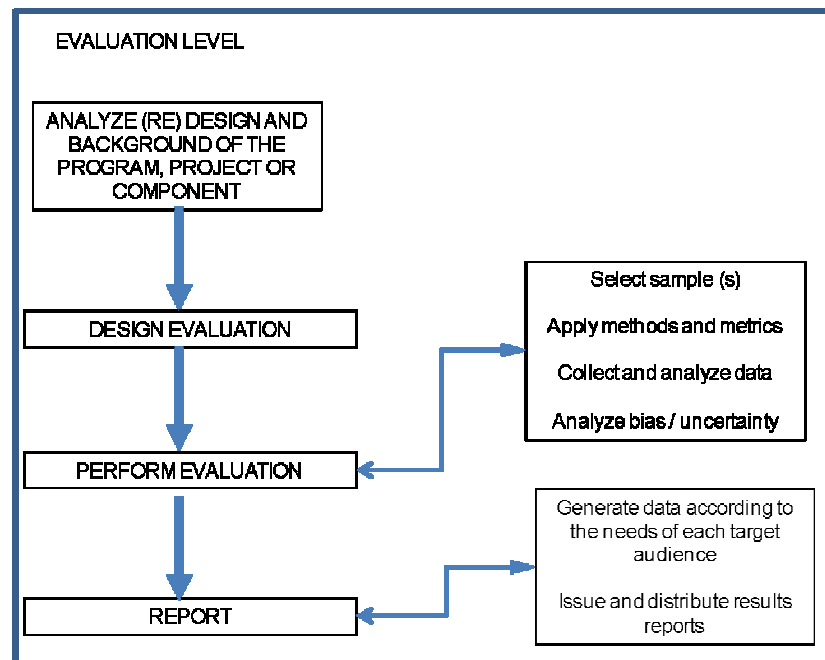 EVALUATION LEVEL
ANALYZE (RE) DESIGN AND
BACKGROUND OF THE
PROGRAM, PROJECT OR
COMPONENT
DESIGN EVALUATION
Select sample (s)
Apply methods and metrics
Collect and analyze data
Analyze bias / uncertainty
PERFORM EVALUATION
Generate data according to
the needs of each target
audience
Issue and distribute results
reports
REPORT